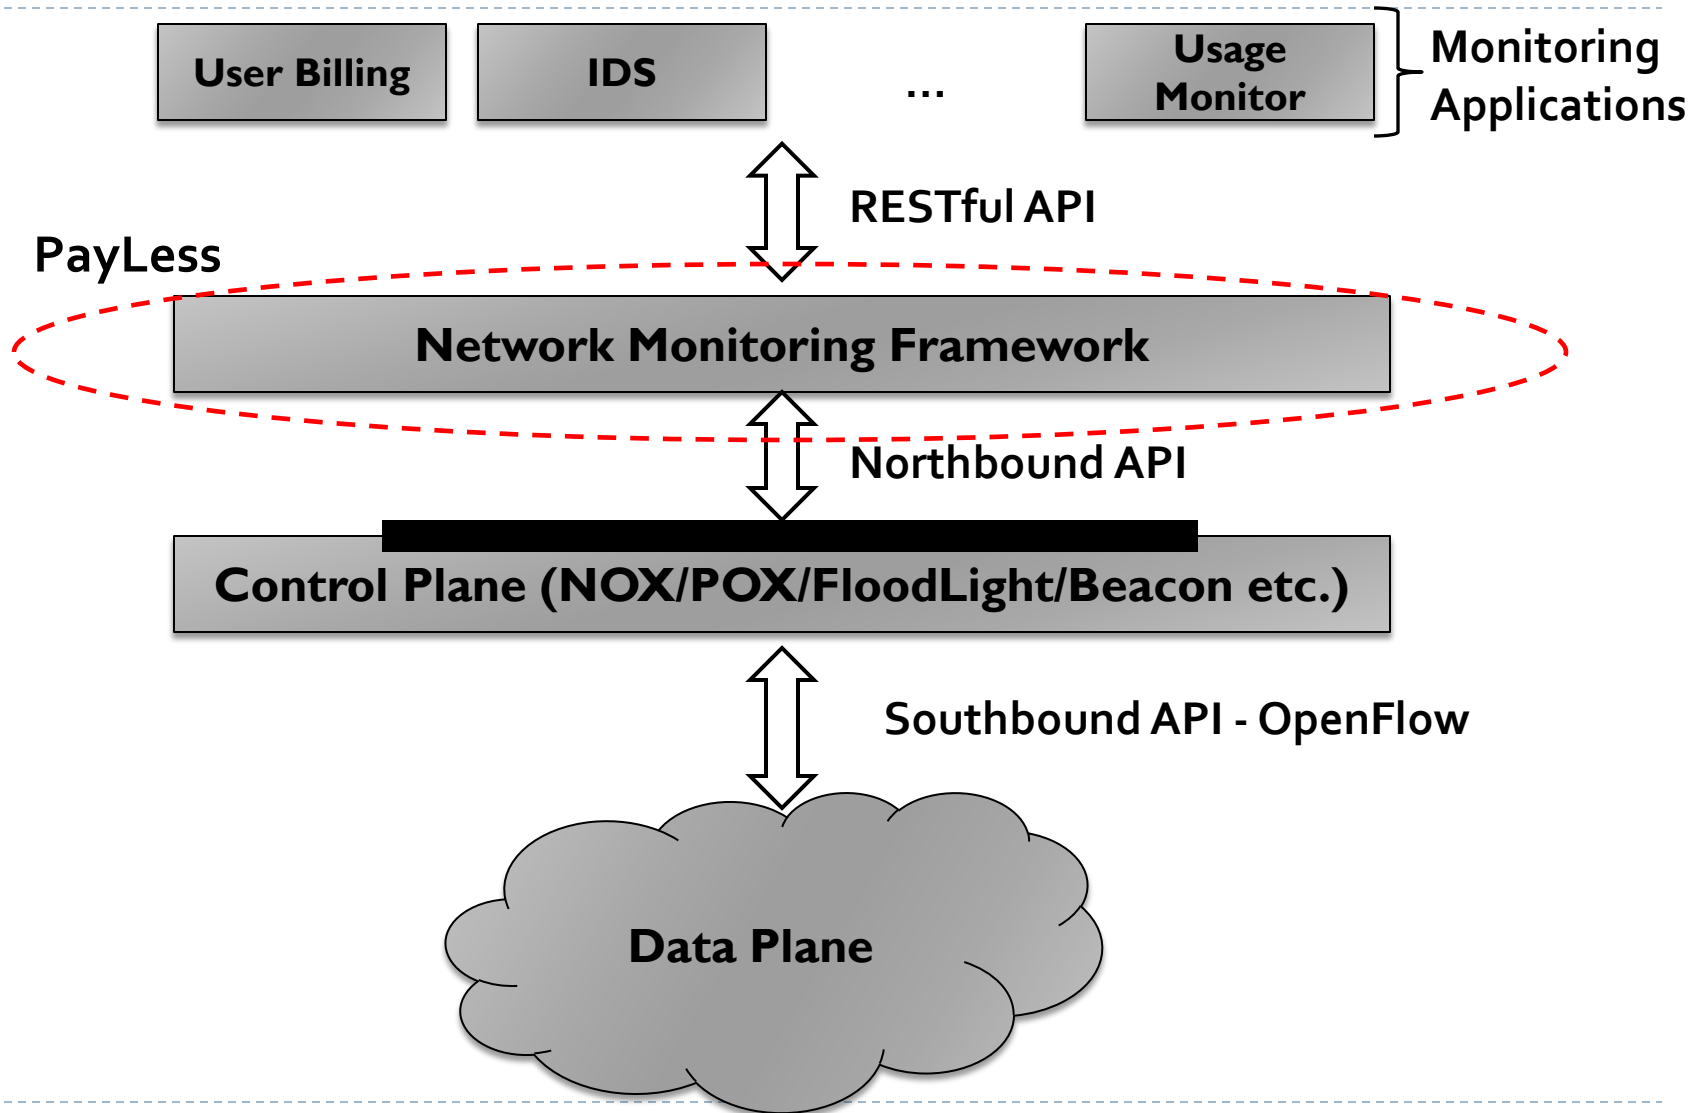 User Billing
IDS
...
Usage
Monitor
Monitoring
Applications
RESTful API
PayLess
Network Monitoring Framework
Northbound API
Control Plane (NOX/POX/FloodLight/Beacon etc.)
Southbound API - OpenFlow
Data Plane